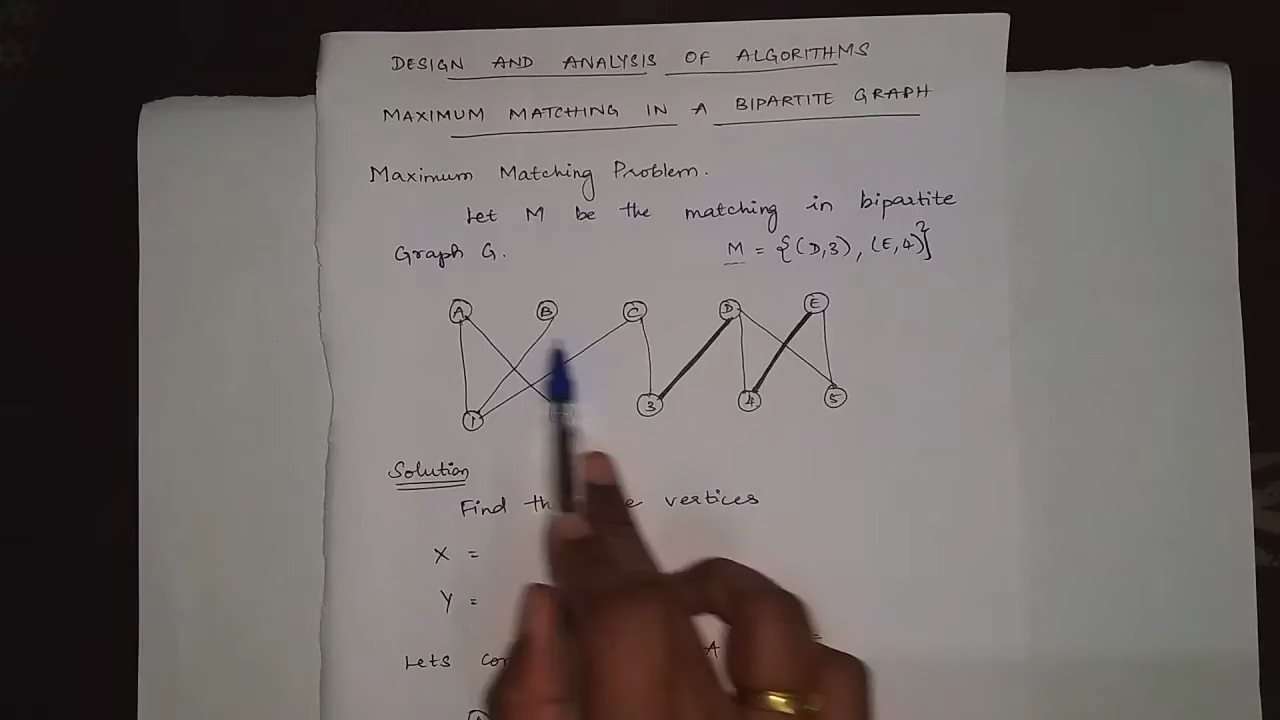 DESIGN AND ANALYSIS OF ALGORITHMS
MAXIMUM MATCHING IN A BIPARTITE GRAPH
Maximum Matching Problem.
Let M be the matching in bipartite
Graph G. M = {(D,3), (E,4)}
A B C D E
1 3 4 5
Solution
Find vertices
X =
Y =
Lets A =